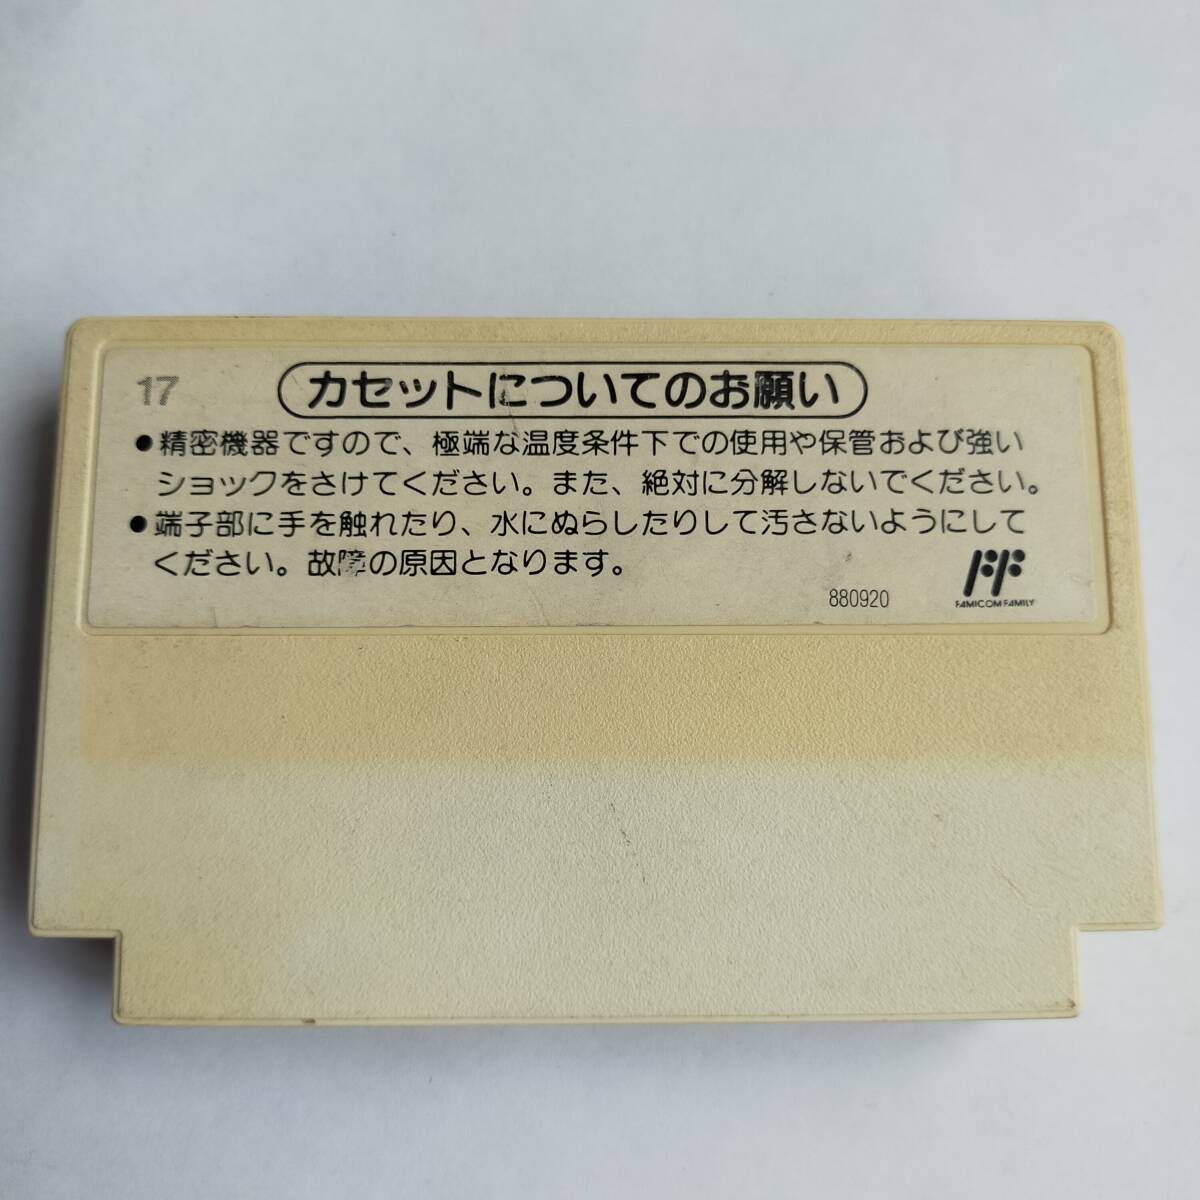 17
カセットについてのお願い
●精密機器ですので、極端な温度条件下での使用や保管および強い
ショックをさけてください。また、絶対に分解しないでください。
●端子部に手を触れたり、水にぬらしたりして汚さないようにして
ください。故障の原因となります。
880920
FAMICOM FAMILY